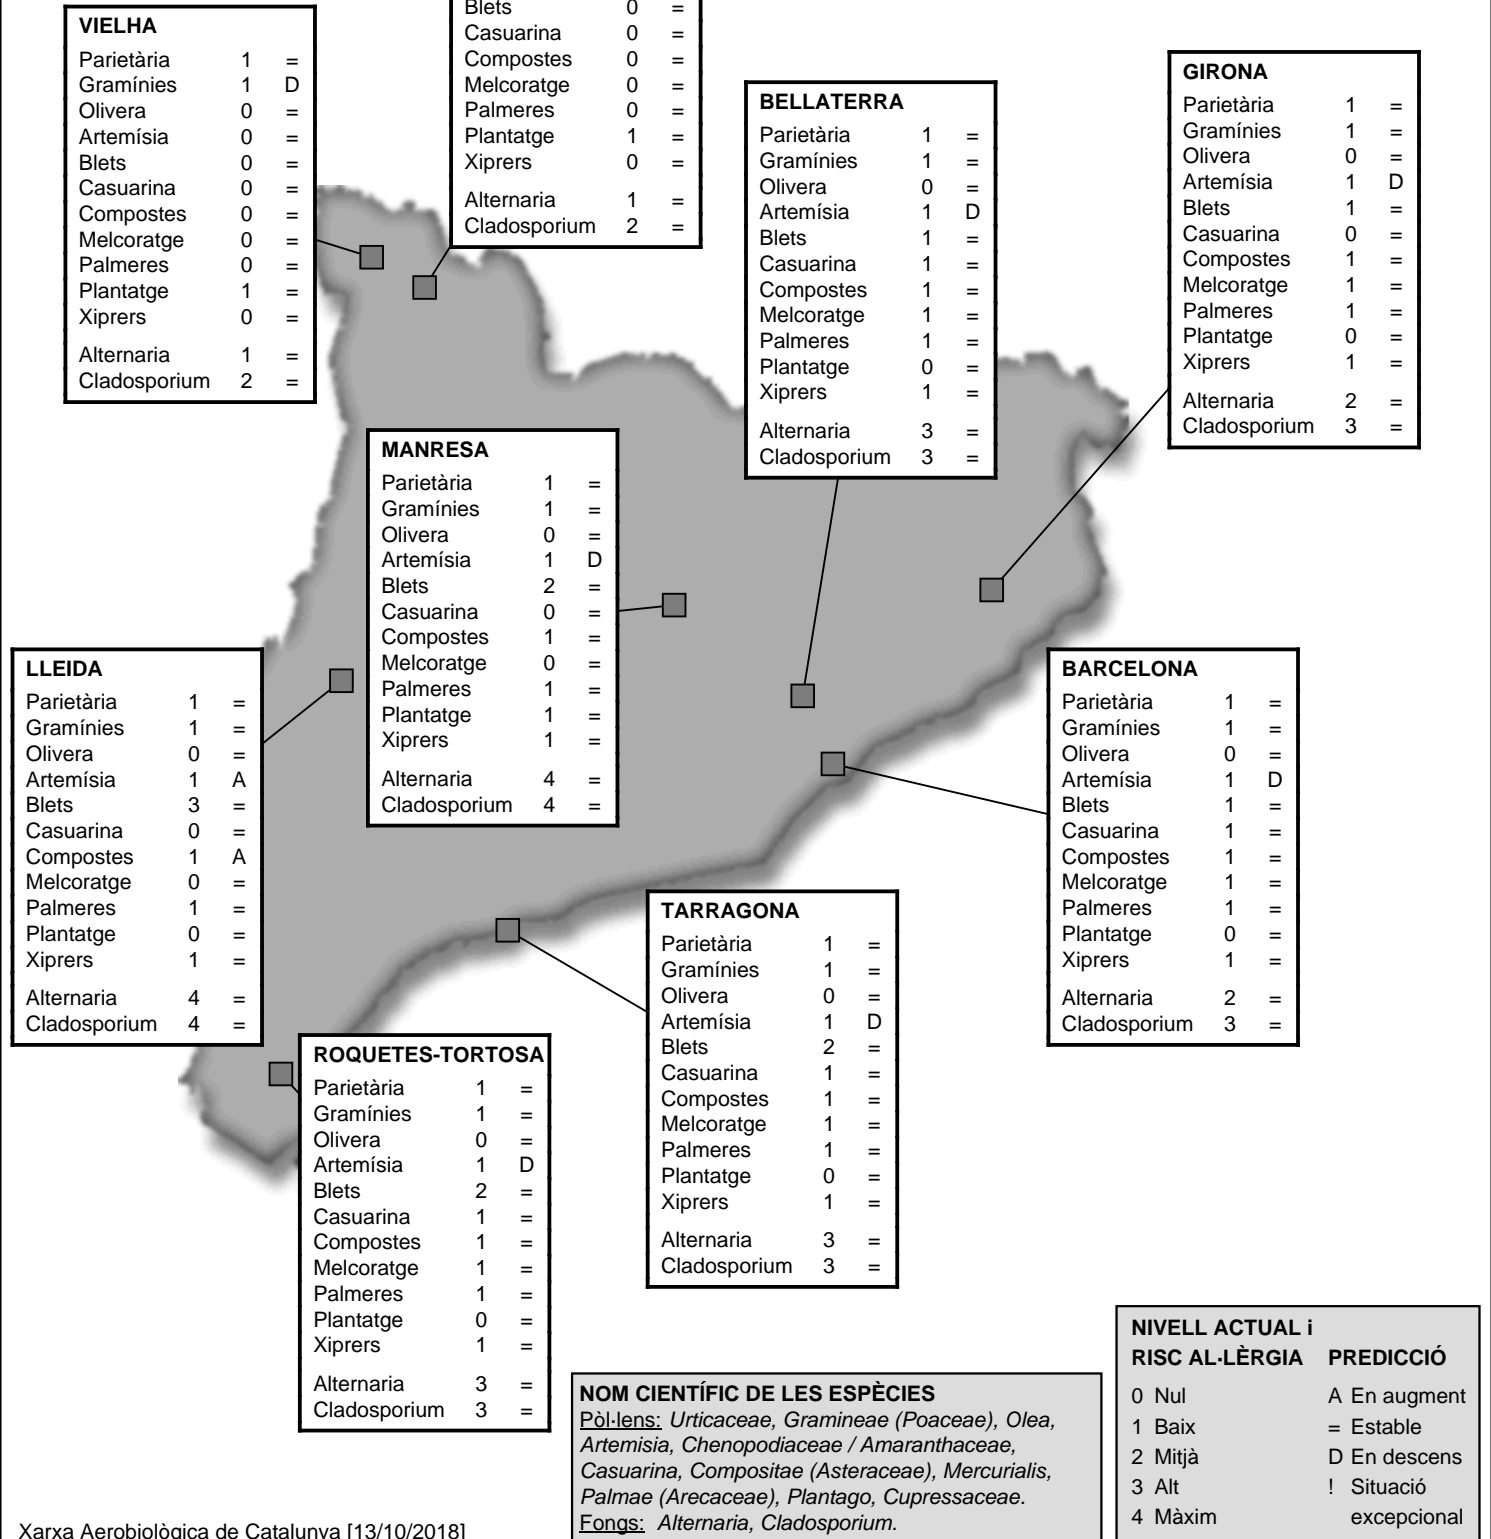 VIELHA
Parietària 1 =
Gramínies 1 D
Olivera 0 =
Artemísia 0 =
Blets 0 =
Casuarina 0 =
Compostes 0 =
Melcoratge 0 =
Palmeres 0 =
Plantatge 1 =
Xiprers 0 =
Alternaria 1 =
Cladosporium 2 =
Blets 0 =
Casuarina 0 =
Compostes 0 =
Melcoratge 0 =
Palmeres 0 =
Plantatge 1 =
Xiprers 0 =
Alternaria 1 =
Cladosporium 2 =
BELLATERRA
Parietària 1 =
Gramínies 1 =
Olivera 0 =
Artemísia 1 D
Blets 1 =
Casuarina 1 =
Compostes 1 =
Melcoratge 1 =
Palmeres 1 =
Plantatge 0 =
Xiprers 1 =
Alternaria 3 =
Cladosporium 3 =
GIRONA
Parietària 1 =
Gramínies 1 =
Olivera 0 =
Artemísia 1 D
Blets 1 =
Casuarina 0 =
Compostes 1 =
Melcoratge 1 =
Palmeres 1 =
Plantatge 0 =
Xiprers 1 =
Alternaria 2 =
Cladosporium 3 =
MANRESA
Parietària 1 =
Gramínies 1 =
Olivera 0 =
Artemísia 1 D
Blets 2 =
Casuarina 0 =
Compostes 1 =
Melcoratge 0 =
Palmeres 1 =
Plantatge 1 =
Xiprers 1 =
Alternaria 4 =
Cladosporium 4 =
LLEIDA
Parietària 1 =
Gramínies 1 =
Olivera 0 =
Artemísia 1 A
Blets 3 =
Casuarina 0 =
Compostes 1 A
Melcoratge 0 =
Palmeres 1 =
Plantatge 0 =
Xiprers 1 =
Alternaria 4 =
Cladosporium 4 =
BARCELONA
Parietària 1 =
Gramínies 1 =
Olivera 0 =
Artemísia 1 D
Blets 1 =
Casuarina 1 =
Compostes 1 =
Melcoratge 1 =
Palmeres 1 =
Plantatge 0 =
Xiprers 1 =
Alternaria 2 =
Cladosporium 3 =
TARRAGONA
Parietària 1 =
Gramínies 1 =
Olivera 0 =
Artemísia 1 D
Blets 2 =
Casuarina 1 =
Compostes 1 =
Melcoratge 1 =
Palmeres 1 =
Plantatge 0 =
Xiprers 1 =
Alternaria 3 =
Cladosporium 3 =
ROQUETES-TORTOSA
Parietària 1 =
Gramínies 1 =
Olivera 0 =
Artemísia 1 D
Blets 2 =
Casuarina 1 =
Compostes 1 =
Melcoratge 1 =
Palmeres 1 =
Plantatge 0 =
Xiprers 1 =
Alternaria 3 =
Cladosporium 3 =
NOM CIENTÍFIC DE LES ESPÈCIES
Pòl·lens: Urticaceae, Gramineae (Poaceae), Olea,
Artemisia, Chenopodiaceae / Amaranthaceae,
Casuarina, Compositae (Asteraceae), Mercurialis,
Palmae (Arecaceae), Plantago, Cupressaceae.
Fongs: Alternaria, Cladosporium.
NIVELL ACTUAL i
RISC AL·LÈRGIA PREDICCIÓ
0 Nul A En augment
1 Baix = Estable
2 Mitjà D En descens
3 Alt ! Situació
4 Màxim excepcional
Xarxa Aerobiològica de Catalunya [13/10/2018]